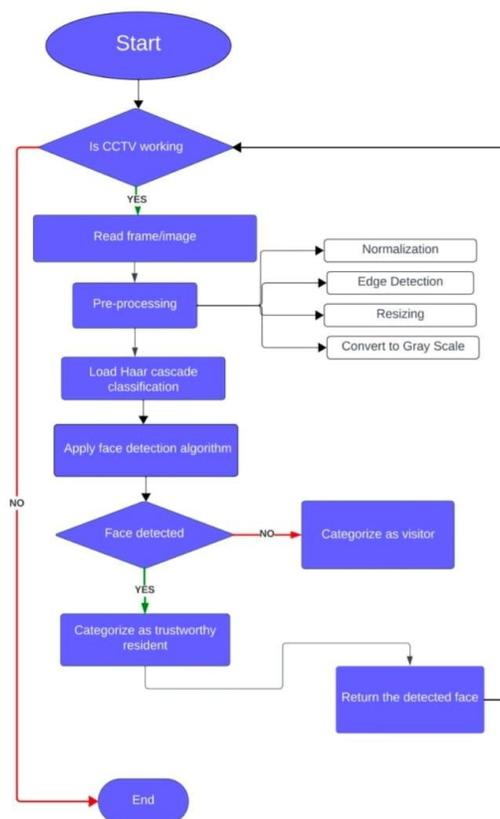 Start
Is CCTV working
YES
Read frame/image
Normalization
Edge Detection
Pre-processing
Resizing
Convert to Gray Scale
Load Haar cascade
classification
Apply face detection algorithm
NO
Face detected
NO
Categorize as visitor
YES
Categorize as trustworthy
resident
Return the detected face
End